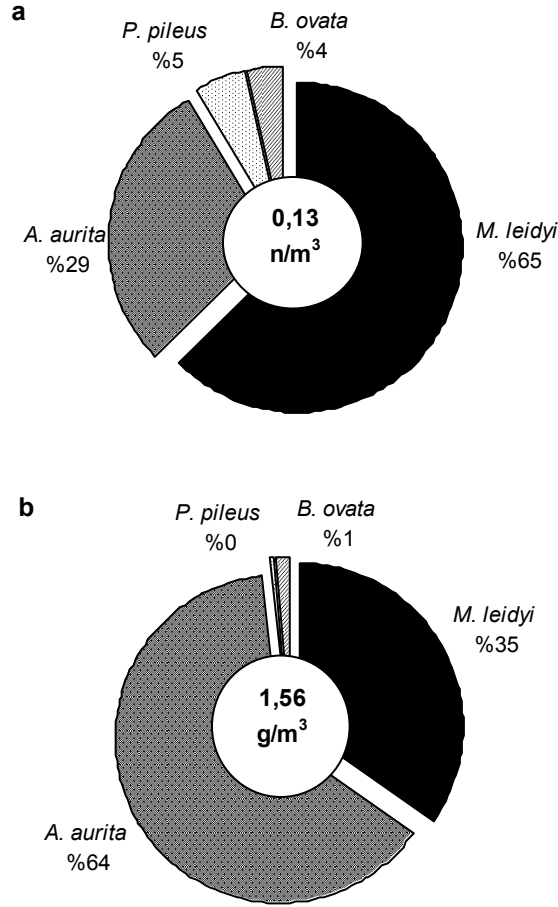 a
P. pileus
%5
B. ovata
%4
A. aurita
%29
0,13
n/m³
M. leidyi
%65
b
P. pileus
%0
B. ovata
%1
M. leidyi
%35
1,56
g/m³
A. aurita
%64